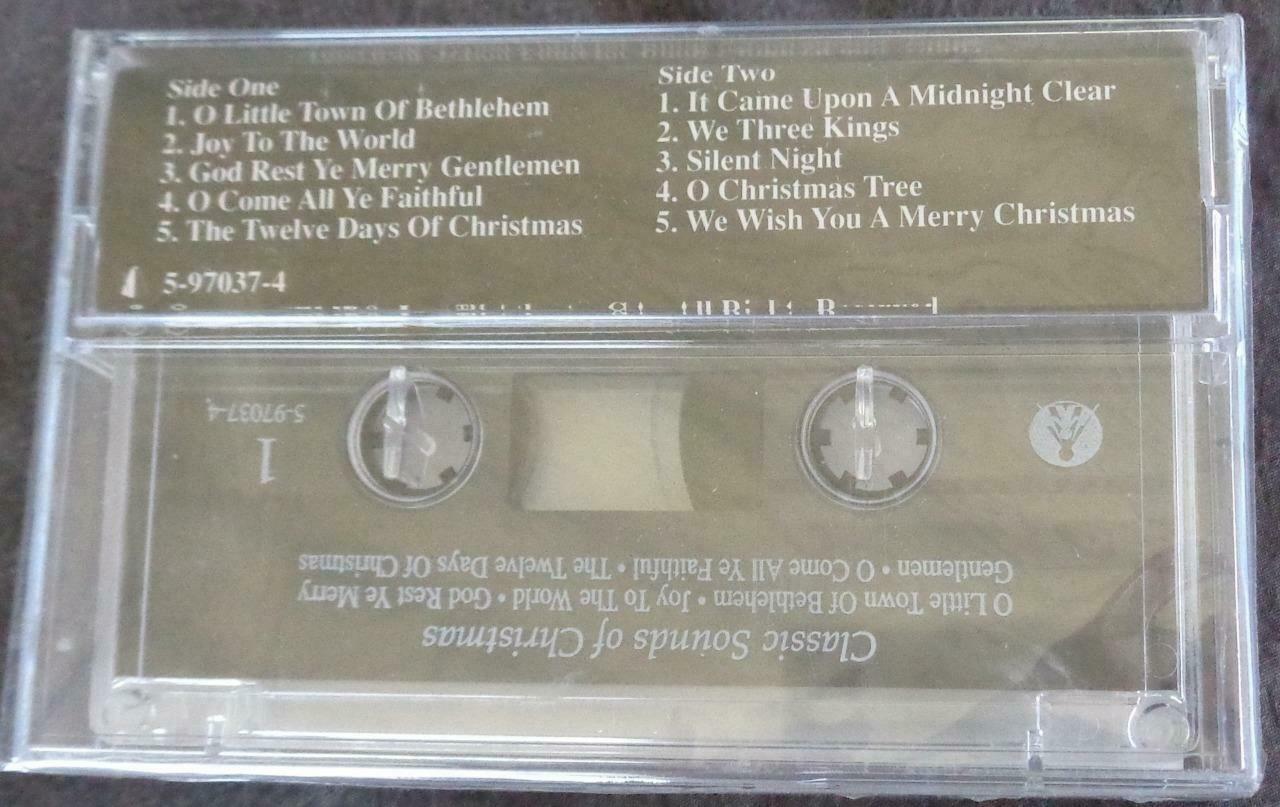 Side One
1. O Little Town Of Bethlehem
2. Joy To The World
3. God Rest Ye Merry Gentlemen
4. O Come All Ye Faithful
5. The Twelve Days Of Christmas
Side Two
1. It Came Upon A Midnight Clear
2. We Three Kings
3. Silent Night
4. O Christmas Tree
5. We Wish You A Merry Christmas
5-97037-4
Classic Sounds of Christmas
O Little Town Of Bethlehem • Joy To The World • God Rest Ye Merry
Gentlemen • O Come All Ye Faithful • The Twelve Days Of Christmas
1
5-97037-4